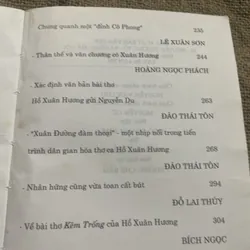 Chung quanh một "đỉnh Cô Phong" 235
LÊ XUÂN SƠN
- Thân thế và văn chương cô Xuân Hương 244
HOÀNG NGỌC PHÁCH
- Xác định văn bản bài thơ
Hồ Xuân Hương gửi Nguyễn Du 263
ĐÀO THÁI TÔN
- "Xuân Đường đàm thoại" - một nhịp nối trong tiến
trình dân gian hóa thơ ca Hồ Xuân Hương 268
ĐÀO THÁI TÔN
- Nhãn hứng cũng vừa toan cất bút 294
ĐỖ LAI THÚY
- Về bài thơ Kẽm Trống của Hồ Xuân Hương 304
BÍCH NGỌC